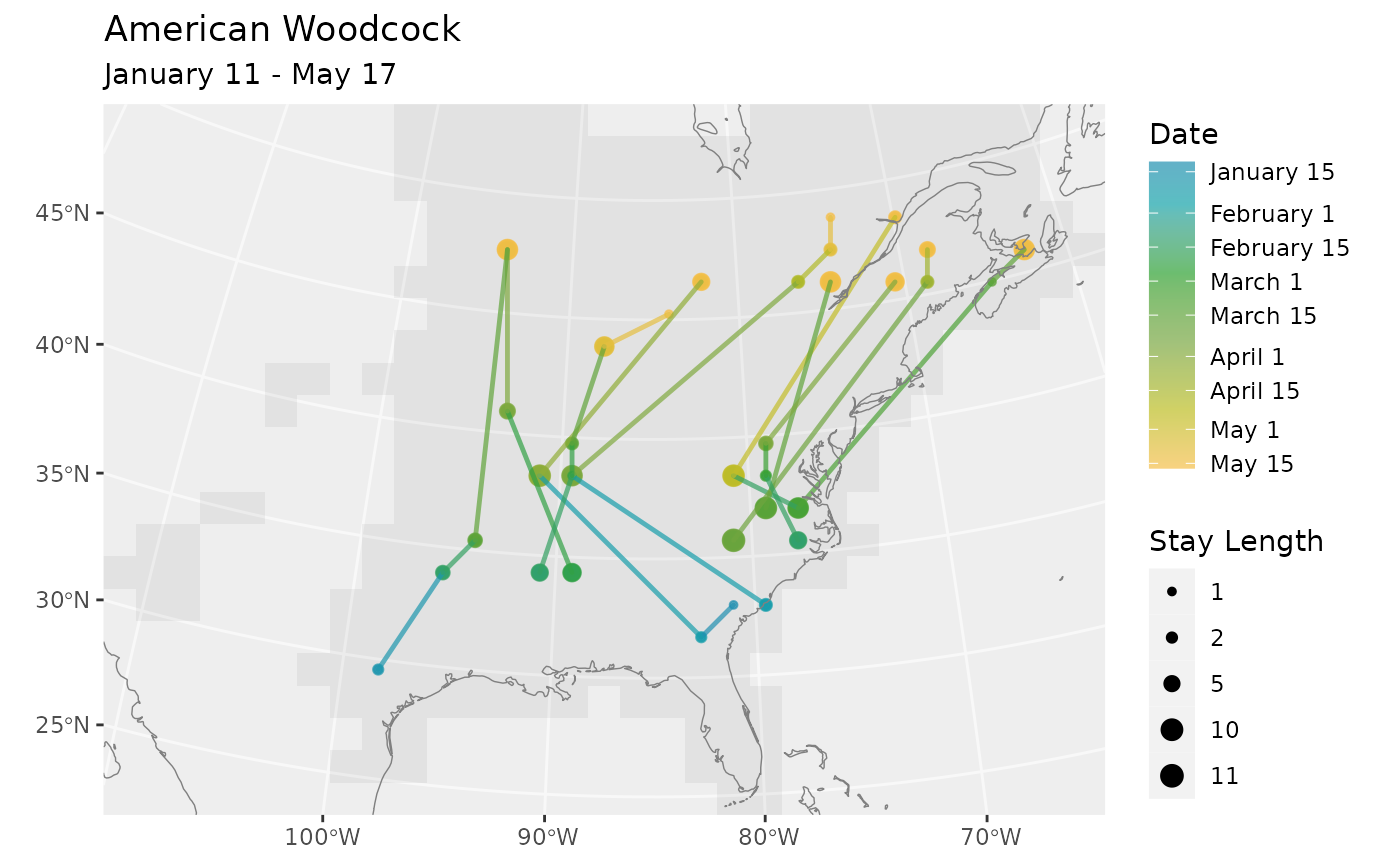 American Woodcock
January 11 - May 17
45°N
40°N
35°N
30°N
25°N
100°W
90°W
80°W
70°W
Date
January 15
February 1
February 15
March 1
March 15
April 1
April 15
May 1
May 15
Stay Length
1
2
5
10
11